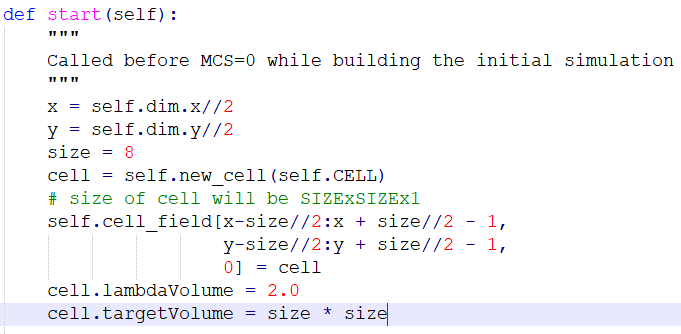 def start(self):
    """
    Called before MCS=0 while building the initial simulation
    """
    x = self.dim.x//2
    y = self.dim.y//2
    size = 8
    cell = self.new_cell(self.CELL)
    # size of cell will be SIZExSIZEx1
    self.cell_field[x-size//2:x + size//2 - 1,
                    y-size//2:y + size//2 - 1,
                    0] = cell
    cell.lambdaVolume = 2.0
    cell.targetVolume = size * size